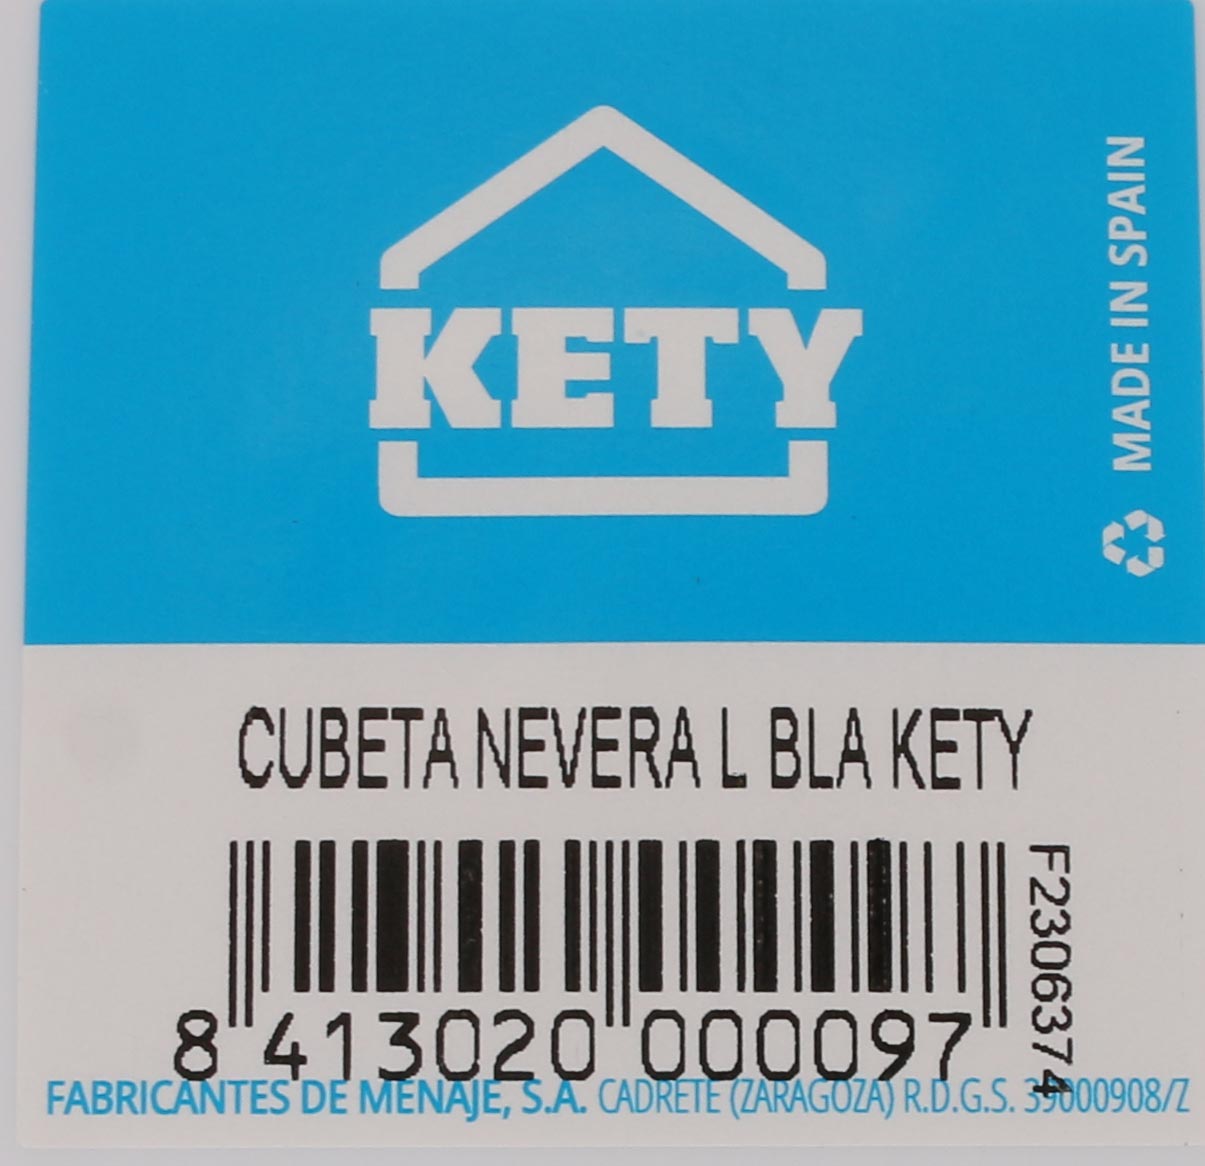 KETY
MADE IN SPAIN
CUBETA NEVERA L BLA KETY
F2306374
8 413020 000097
FABRICANTES DE MENAJE, S.A. CADRETE (ZARAGOZA) R.D.G.S. 39000908/Z